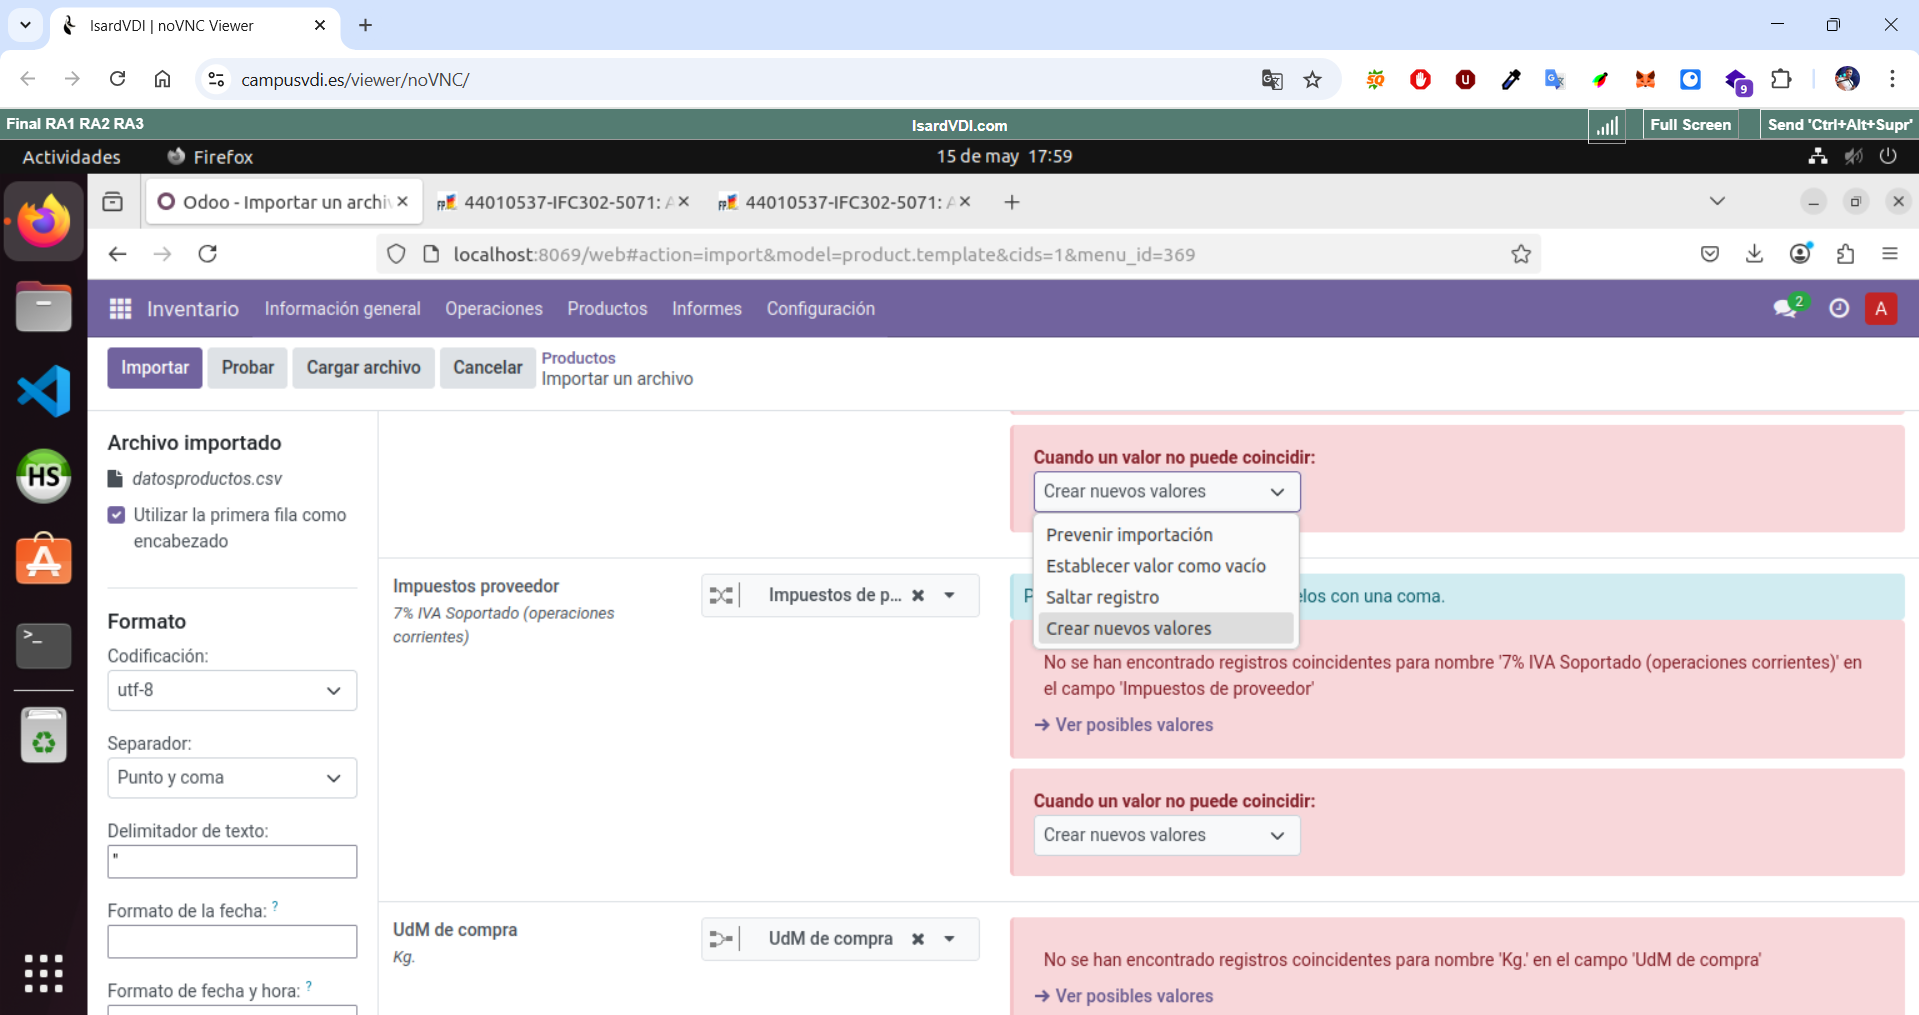 IsardVDI | noVNC Viewer
campusvdi.es/viewer/noVNC/
9
Final RA1 RA2 RA3
IsardVDI.com
Full Screen
Send 'Ctrl+Alt+Supr'
Actividades
Firefox
15 de may 17:59
Odoo - Importar un archiv
44010537-IFC302-5071: A
44010537-IFC302-5071: A
localhost:8069/web#action=import&model=product.template&cids=1&menu_id=369
Inventario
Información general
Operaciones
Productos
Informes
Configuración
2
A
Importar
Probar
Cargar archivo
Cancelar
Productos
Importar un archivo
HS
>_
Archivo importado
datosproductos.csv
Utilizar la primera fila como
encabezado
Formato
Codificación:
utf-8
Separador:
Punto y coma
Delimitador de texto:
"
Formato de la fecha: ?
Formato de fecha y hora: ?
Cuando un valor no puede coincidir:
Crear nuevos valores
Prevenir importación
Establecer valor como vacío
Saltar registro
Crear nuevos valores
Impuestos proveedor
7% IVA Soportado (operaciones
corrientes)
Impuestos de p...
elos con una coma.
No se han encontrado registros coincidentes para nombre '7% IVA Soportado (operaciones corrientes)' en
el campo 'Impuestos de proveedor'
Ver posibles valores
Cuando un valor no puede coincidir:
Crear nuevos valores
UdM de compra
Kg.
UdM de compra
No se han encontrado registros coincidentes para nombre 'Kg.' en el campo 'UdM de compra'
Ver posibles valores